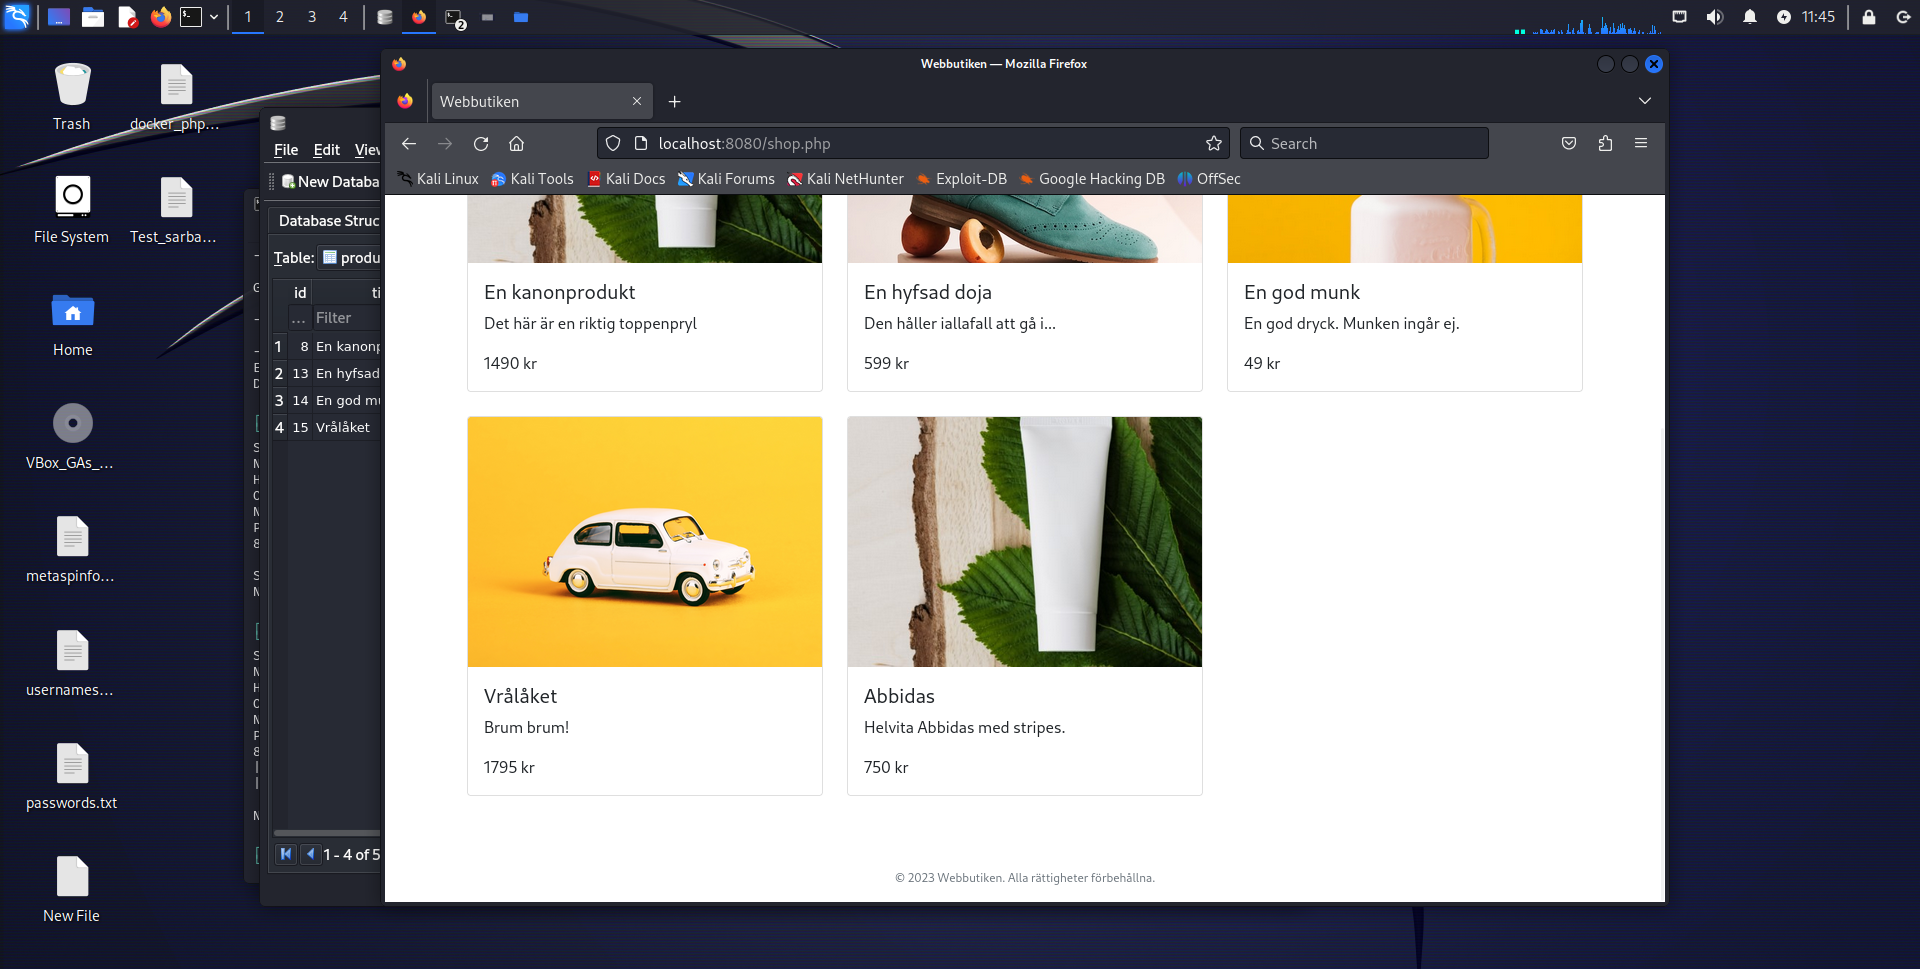 1 2 3 4
2
11:45
Trash
docker_php...
File System
Test_sarba...
Home
VBox_GAs_...
metaspinfo...
usernames...
passwords.txt
New File
File Edit View
New Databa
Database Struc
Table: produ
id ti
... Filter
1 8 En kanonp
2 13 En hyfsad
3 14 En god mu
4 15 Vrålåket
1 - 4 of 5
Webbutiken — Mozilla Firefox
Webbutiken
localhost:8080/shop.php
Search
Kali Linux Kali Tools Kali Docs Kali Forums Kali NetHunter Exploit-DB Google Hacking DB OffSec
En kanonprodukt
Det här är en riktig toppenpryl
1490 kr
En hyfsad doja
Den håller iallafall att gå i...
599 kr
En god munk
En god dryck. Munken ingår ej.
49 kr
Vrålåket
Brum brum!
1795 kr
Abbidas
Helvita Abbidas med stripes.
750 kr
© 2023 Webbutiken. Alla rättigheter förbehållna.